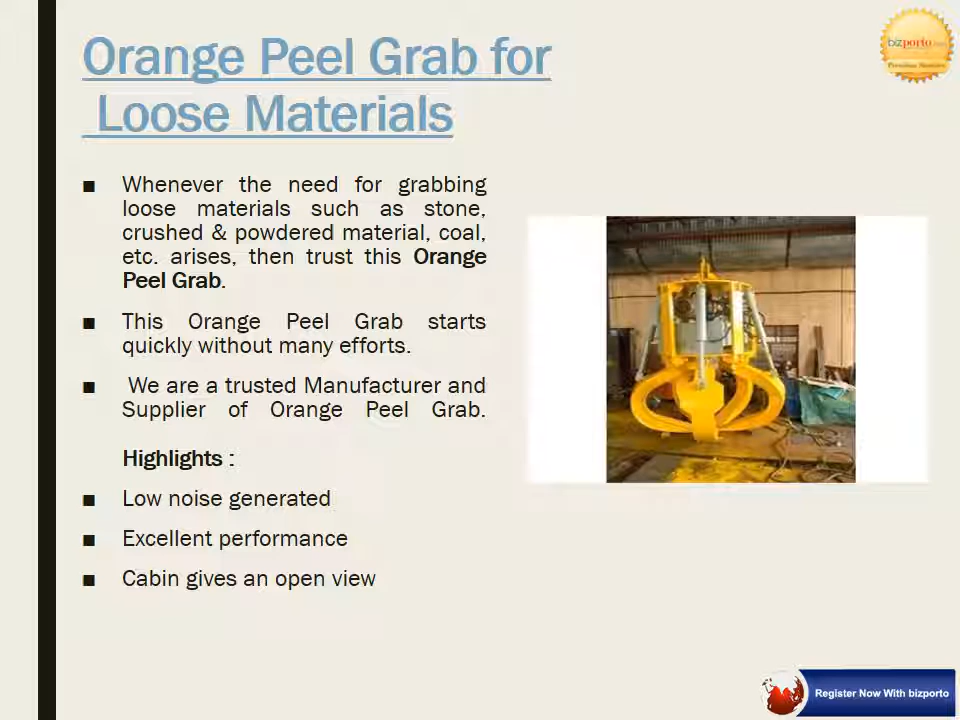 Orange Peel Grab for
Loose Materials
bizporto.com
Premium Member
■ Whenever the need for grabbing
loose materials such as stone,
crushed & powdered material, coal,
etc. arises, then trust this Orange
Peel Grab.
■ This Orange Peel Grab starts
quickly without many efforts.
■ We are a trusted Manufacturer and
Supplier of Orange Peel Grab.
Highlights :
■ Low noise generated
■ Excellent performance
■ Cabin gives an open view
Register Now With bizporto